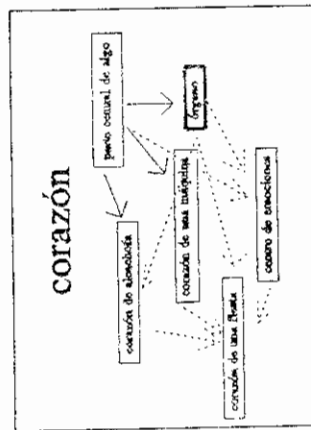 corazón
punto central de algo
corazón de alcachofa
corazón de una máquina
órgano
corazón de una fiesta
centro de emociones